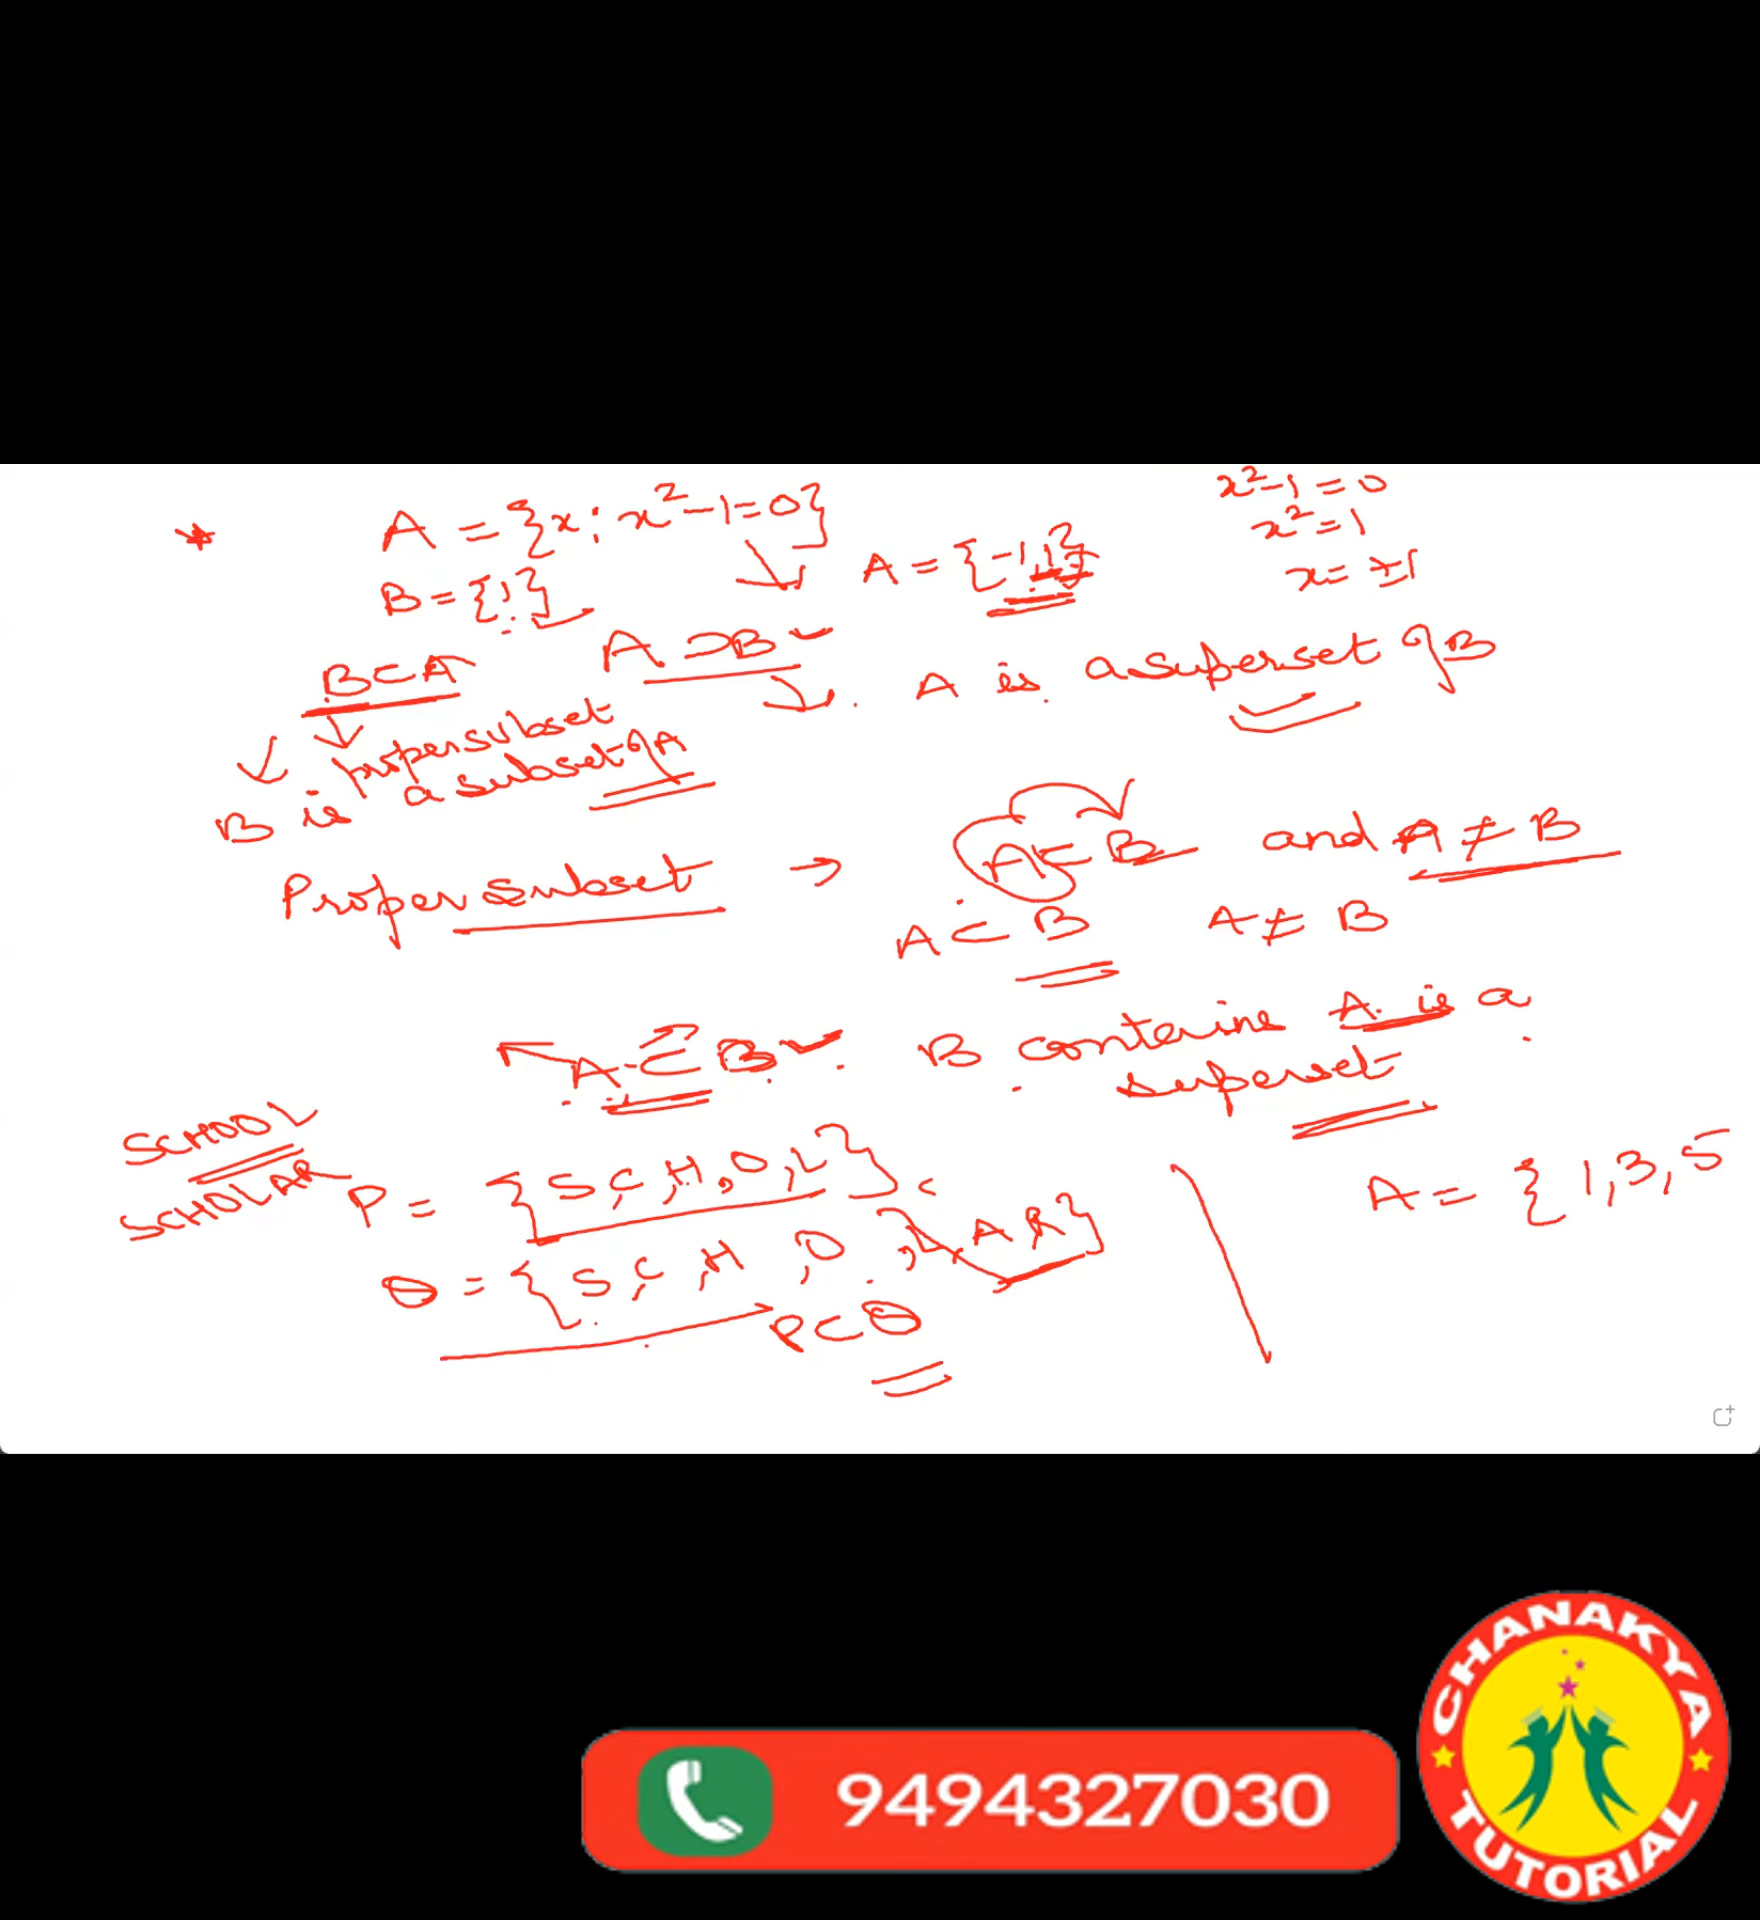 A = {x : x²-1=0}
x²-1 = 0
x² = 1
x = ±1
A = {-1,1}
B = {1}
B⊂A
A ⊃B
A is a superset of B
proper subset
B is a subset of A
Proper subset → A⊂B and A ≠ B
A ⊂ B A ≠ B
A ⊂ B
B contains A is a superset
SCHOOL
SCHOLAR
P = {S,C,H,O,L}
A = {1,3,5
Q = {S,C,H,O,L,A,R}
P⊂Q
9494327030
CHANAKYA
TUTORIAL